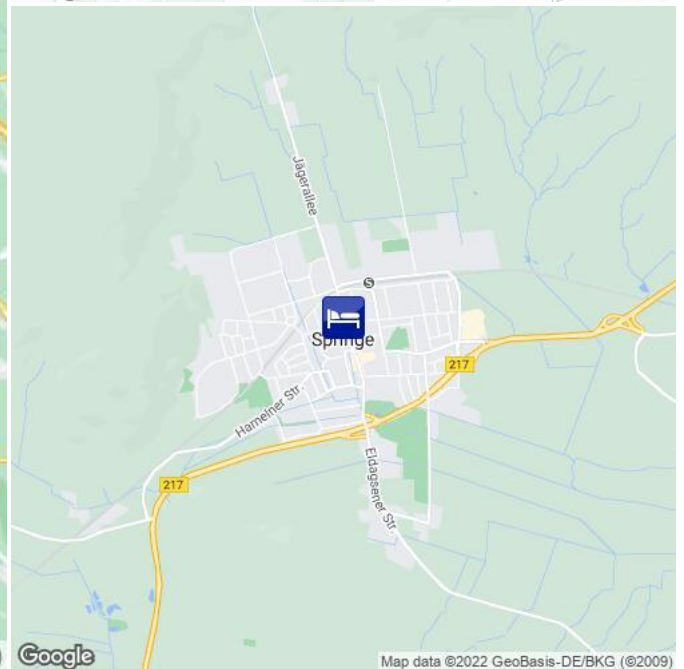 Jägerallee
S
Springe
217
Hamelner Str.
217
Eldagsener Str.
Google
Map data ©2022 GeoBasis-DE/BKG (©2009)